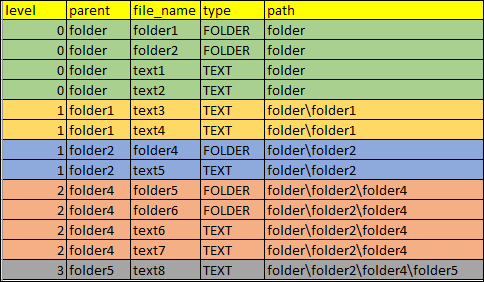 level parent file_name type path
0 folder folder1 FOLDER folder
0 folder folder2 FOLDER folder
0 folder text1 TEXT folder
0 folder text2 TEXT folder
1 folder1 text3 TEXT folder\folder1
1 folder1 text4 TEXT folder\folder1
1 folder2 folder4 FOLDER folder\folder2
1 folder2 text5 TEXT folder\folder2
2 folder4 folder5 FOLDER folder\folder2\folder4
2 folder4 folder6 FOLDER folder\folder2\folder4
2 folder4 text6 TEXT folder\folder2\folder4
2 folder4 text7 TEXT folder\folder2\folder4
3 folder5 text8 TEXT folder\folder2\folder4\folder5